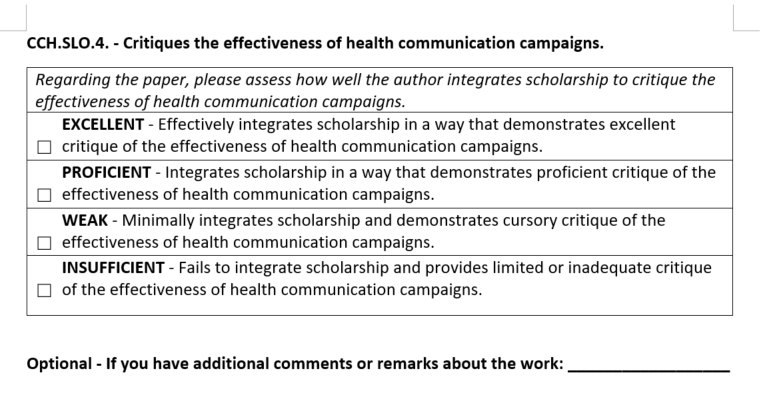 CCH.SLO.4. - Critiques the effectiveness of health communication campaigns.
Regarding the paper, please assess how well the author integrates scholarship to critique the
effectiveness of health communication campaigns.
EXCELLENT - Effectively integrates scholarship in a way that demonstrates excellent
☐ critique of the effectiveness of health communication campaigns.
PROFICIENT - Integrates scholarship in a way that demonstrates proficient critique of the
☐ effectiveness of health communication campaigns.
WEAK - Minimally integrates scholarship and demonstrates cursory critique of the
☐ effectiveness of health communication campaigns.
INSUFFICIENT - Fails to integrate scholarship and provides limited or inadequate critique
☐ of the effectiveness of health communication campaigns.
Optional - If you have additional comments or remarks about the work: __________________